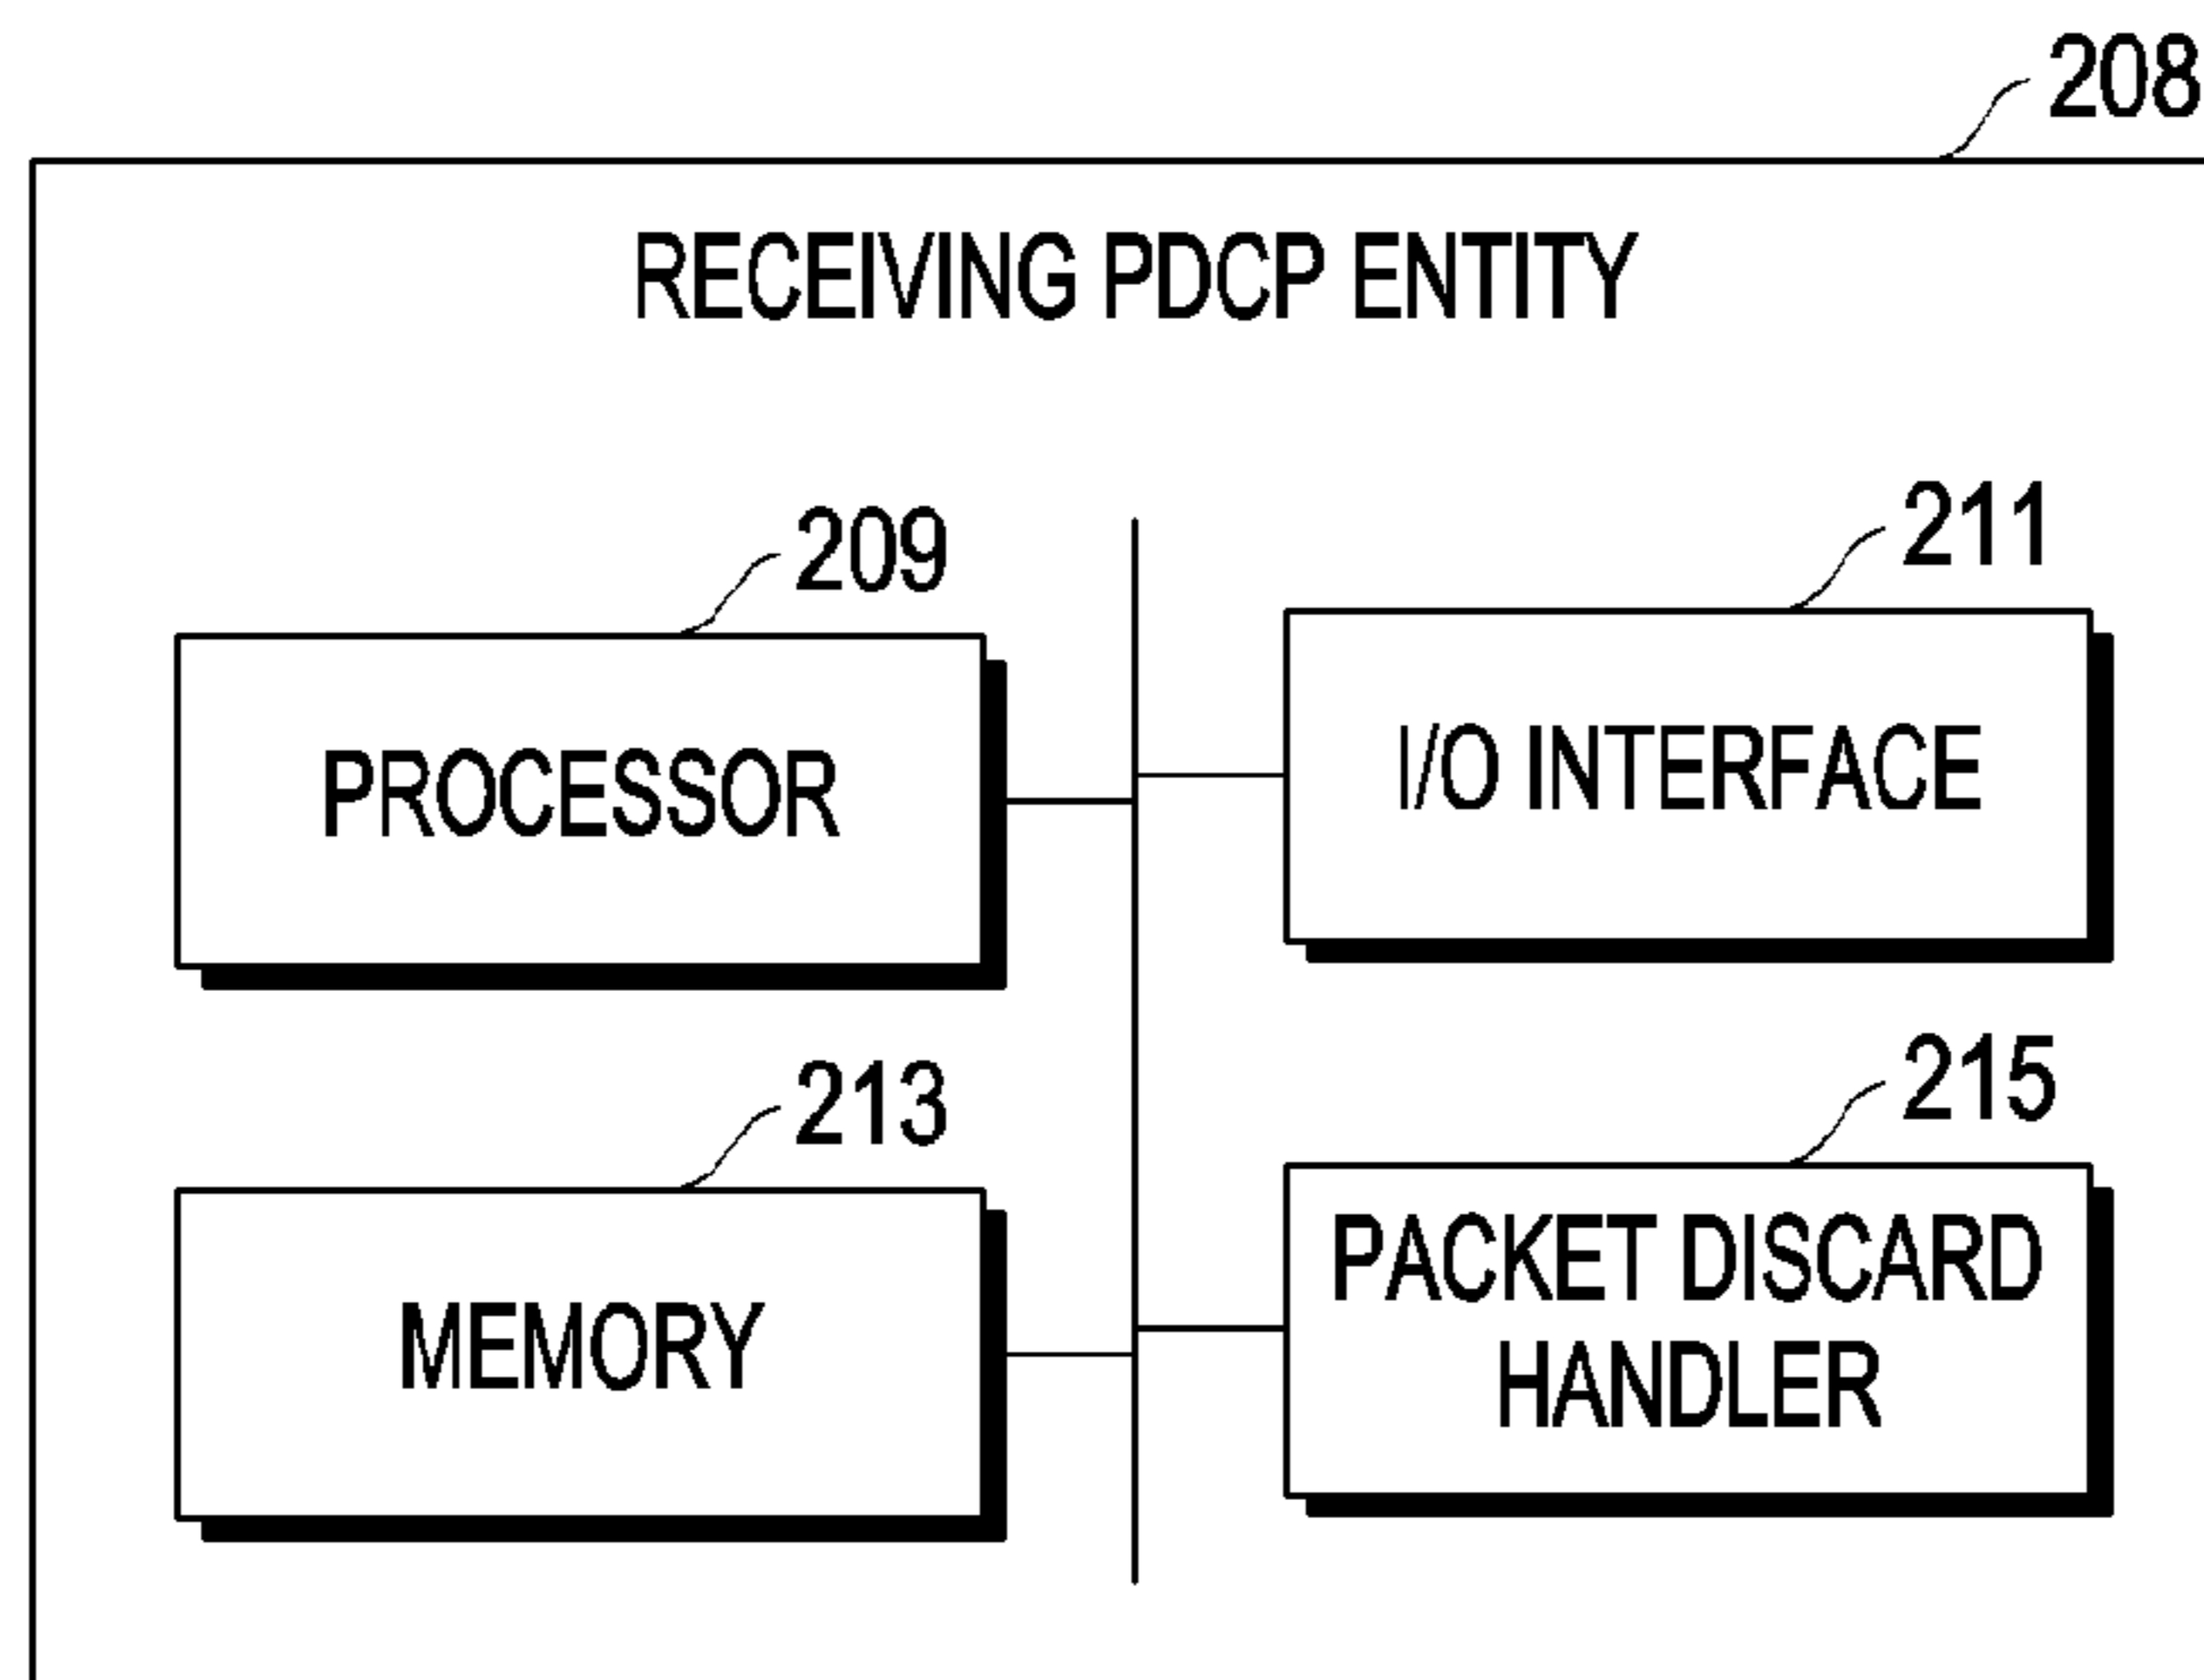 208
RECEIVING PDCP ENTITY
209
211
PROCESSOR
I/O INTERFACE
213
215
MEMORY
PACKET DISCARD
HANDLER